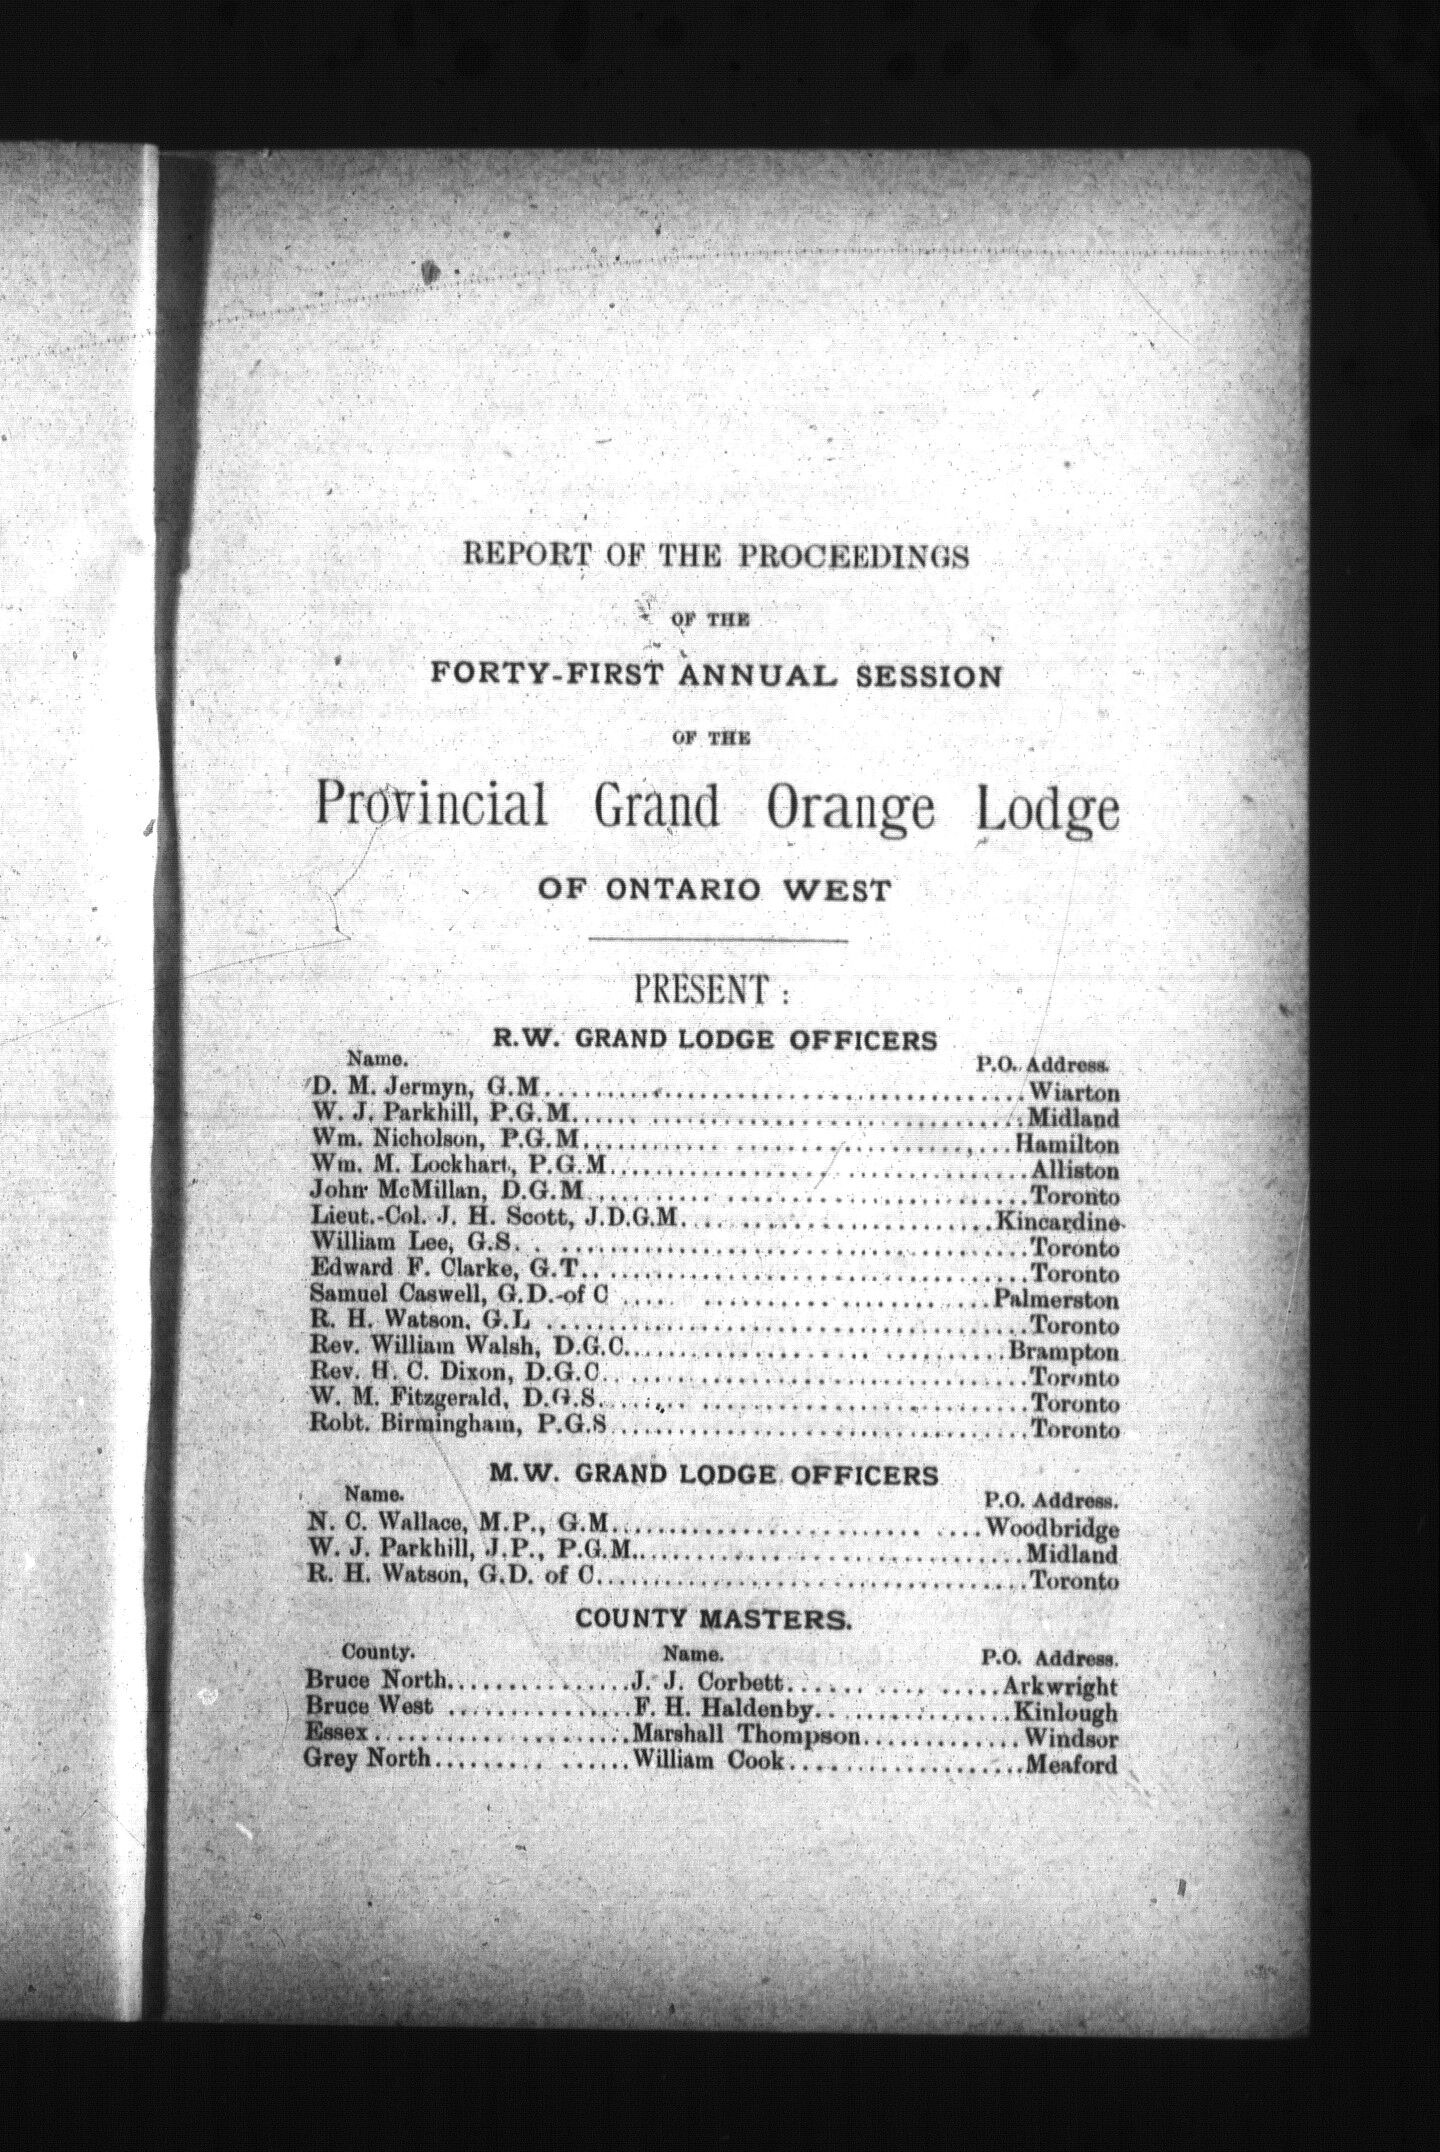 REPORT OF THE PROCEEDINGS
OF THE
FORTY-FIRST ANNUAL SESSION
OF THE
Provincial Grand Orange Lodge
OF ONTARIO WEST
PRESENT :
R.W. GRAND LODGE OFFICERS
Name. P.O. Address.
D. M. Jermyn, G.M. Wiarton
W. J. Parkhill, P.G.M. Midland
Wm. Nicholson, P.G.M. Hamilton
Wm. M. Lockhart, P.G.M. Alliston
John McMillan, D.G.M. Toronto
Lieut.-Col. J. H. Scott, J.D.G.M. Kincardine
William Lee, G.S. Toronto
Edward F. Clarke, G.T. Toronto
Samuel Caswell, G.D.-of C .... Palmerston
R. H. Watson, G.L .... Toronto
Rev. William Walsh, D.G.C. Brampton
Rev. H. C. Dixon, D.G.C. Toronto
W. M. Fitzgerald, D.G.S. Toronto
Robt. Birmingham, P.G.S. Toronto
M.W. GRAND LODGE OFFICERS
Name. P.O. Address.
N. C. Wallace, M.P., G.M. Woodbridge
W. J. Parkhill, J.P., P.G.M. Midland
R. H. Watson, G.D. of C. Toronto
COUNTY MASTERS.
County. Name. P.O. Address.
Bruce North. J. J. Corbett. Arkwright
Bruce West .... F. H. Haldenby. Kinlough
Essex .... Marshall Thompson .... Windsor
Grey North .... William Cook .... Meaford